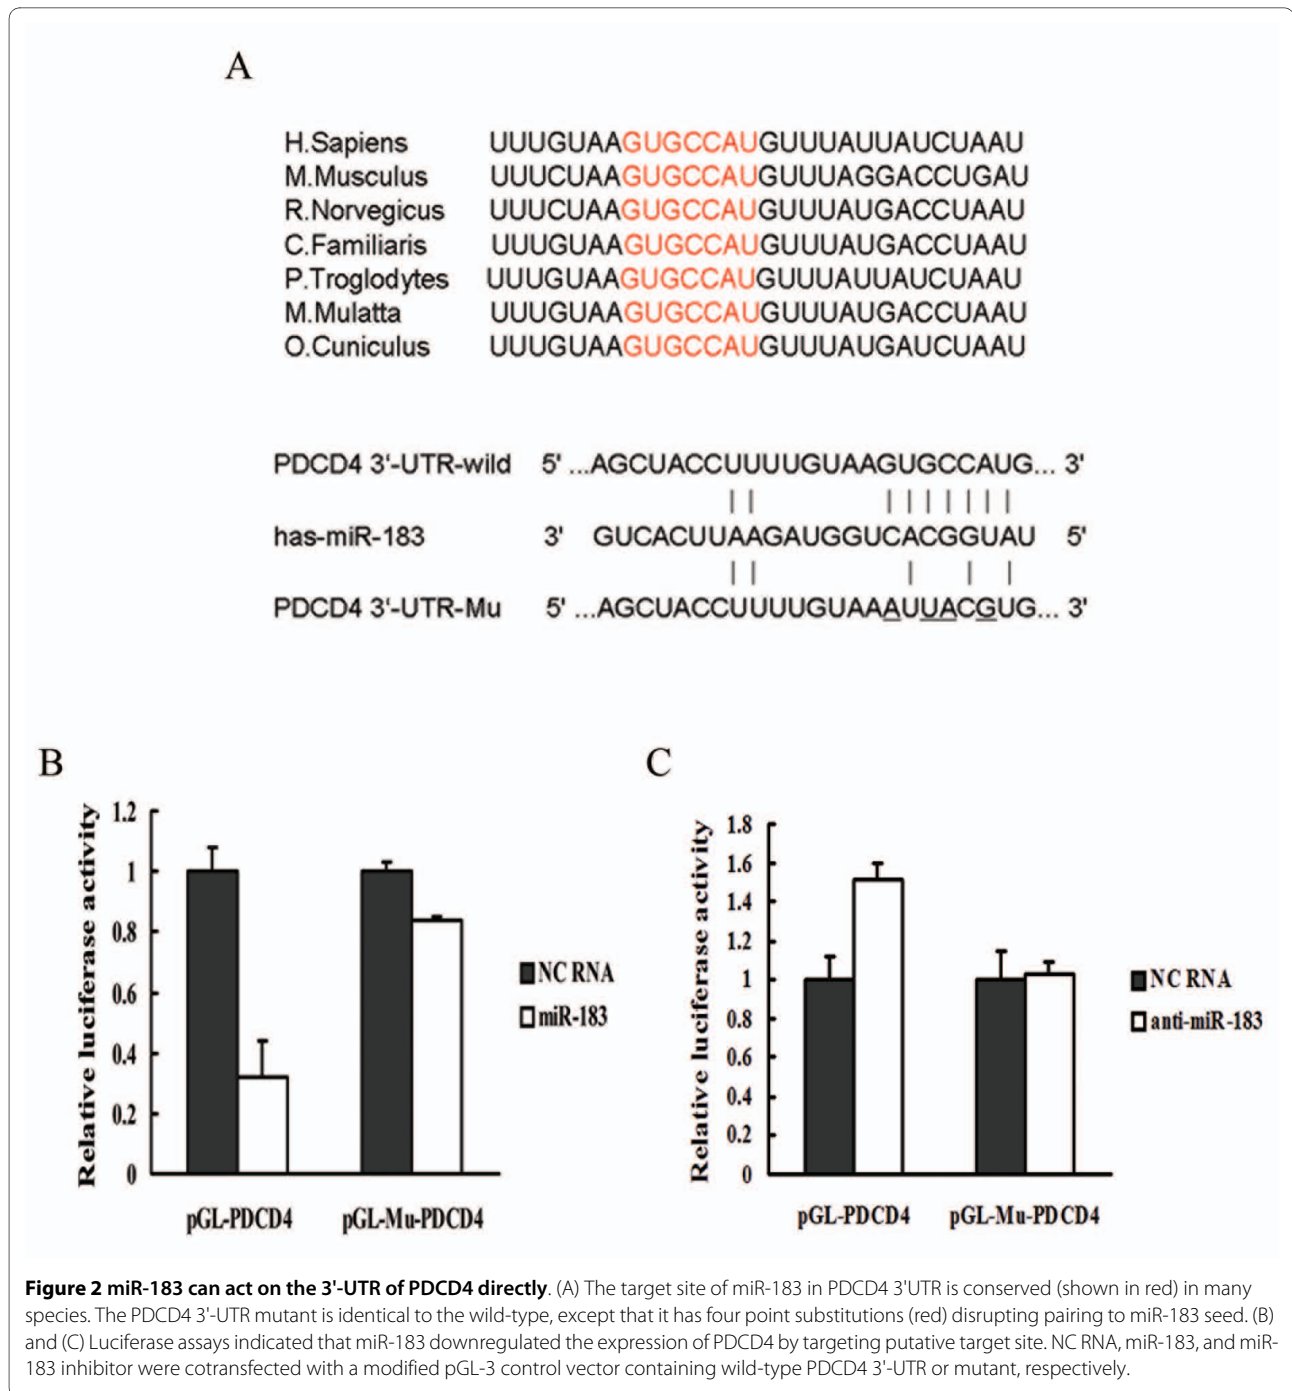 A
H.Sapiens UUUGUAAGUGCCAUGUUUAUUAUCUAAU
M.Musculus UUUCUAAGUGCCAUGUUUAGGACCUGAU
R.Norvegicus UUUCUAAGUGCCAUGUUUAUGACCUAAU
C.Familiaris UUUGUAAGUGCCAUGUUUAUGACCUAAU
P.Troglodytes UUUGUAAGUGCCAUGUUUAUUAUCUAAU
M.Mulatta UUUGUAAGUGCCAUGUUUAUGACCUAAU
O.Cuniculus UUUGUAAGUGCCAUGUUUAUGAUCUAAU
PDCD4 3'-UTR-wild 5' ...AGCUACCUUUUGUAAGUGCCAUG... 3'
has-miR-183 3' GUCACUUAAGAUGGUCACGGUAU 5'
PDCD4 3'-UTR-Mu 5' ...AGCUACCUUUUGUAAAUUACGUG... 3'
B
Relative luciferase activity
1.2
1
0.8
0.6
0.4
0.2
0
pGL-PDCD4 pGL-Mu-PDCD4
NC RNA
miR-183
C
Relative luciferase activity
1.8
1.6
1.4
1.2
1
0.8
0.6
0.4
0.2
0
pGL-PDCD4 pGL-Mu-PDCD4
NC RNA
anti-miR-183
Figure 2 miR-183 can act on the 3'-UTR of PDCD4 directly. (A) The target site of miR-183 in PDCD4 3'UTR is conserved (shown in red) in many
species. The PDCD4 3'-UTR mutant is identical to the wild-type, except that it has four point substitutions (red) disrupting pairing to miR-183 seed. (B)
and (C) Luciferase assays indicated that miR-183 downregulated the expression of PDCD4 by targeting putative target site. NC RNA, miR-183, and miR-
183 inhibitor were cotransfected with a modified pGL-3 control vector containing wild-type PDCD4 3'-UTR or mutant, respectively.